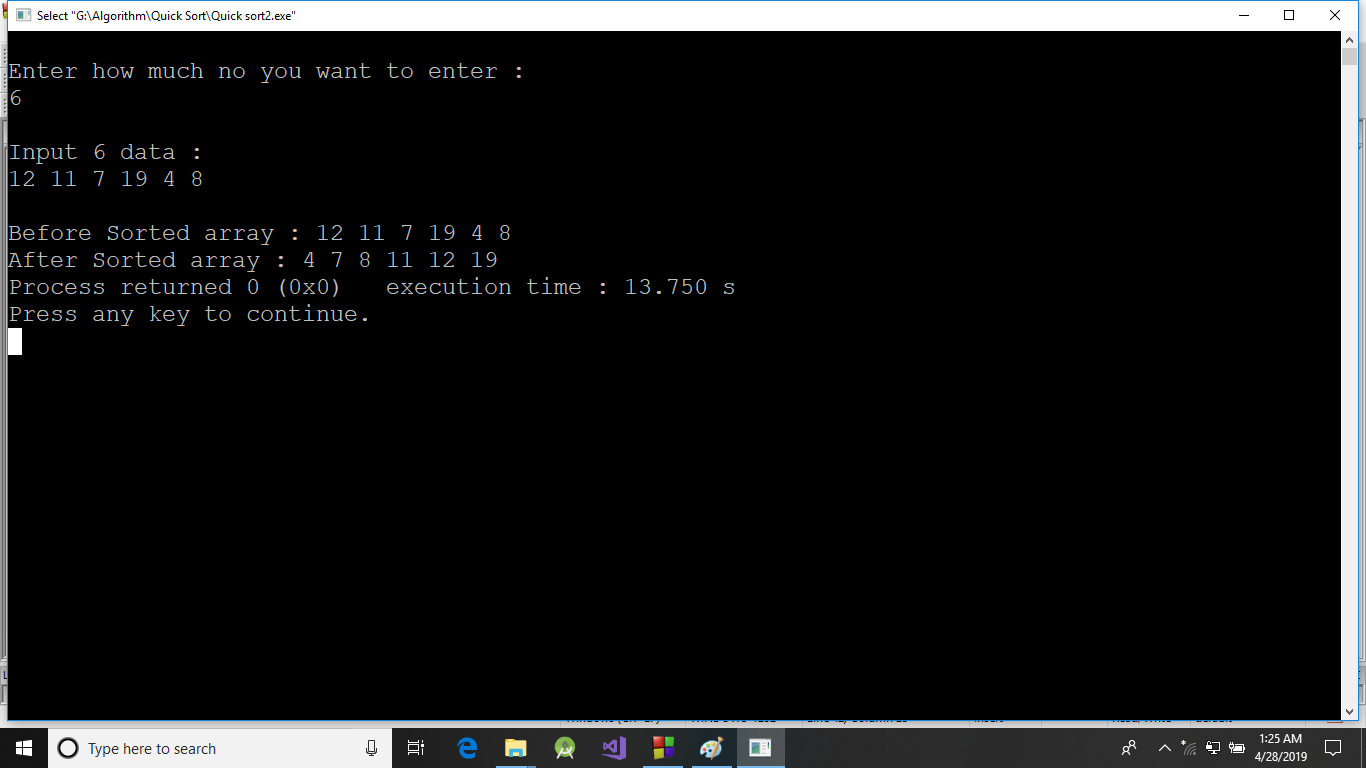 Select "G:\Algorithm\Quick Sort\Quick sort2.exe"
Enter how much no you want to enter :
6
Input 6 data :
12 11 7 19 4 8
Before Sorted array : 12 11 7 19 4 8
After Sorted array : 4 7 8 11 12 19
Process returned 0 (0x0)   execution time : 13.750 s
Press any key to continue.
Type here to search
1:25 AM
4/28/2019